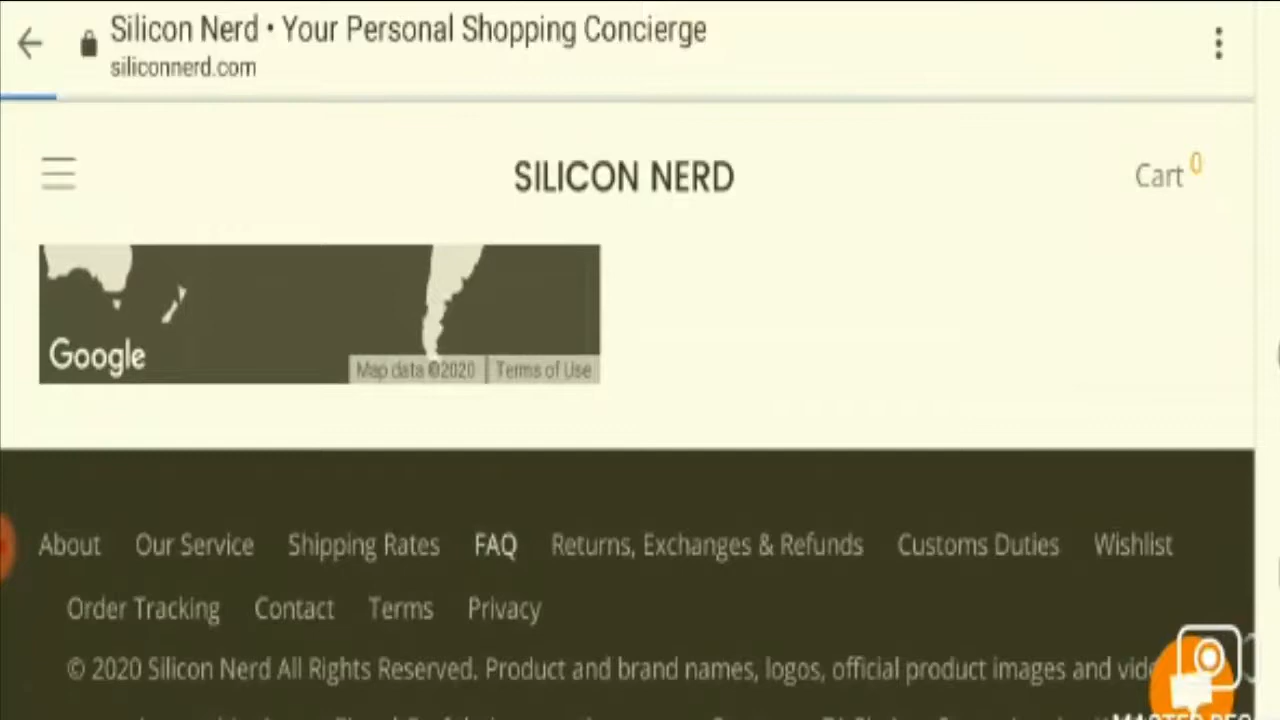 Silicon Nerd • Your Personal Shopping Concierge
siliconnerd.com
SILICON NERD
Cart 0
Google
Map data ©2020 Terms of Use
About Our Service Shipping Rates FAQ Returns, Exchanges & Refunds Customs Duties Wishlist
Order Tracking Contact Terms Privacy
© 2020 Silicon Nerd All Rights Reserved. Product and brand names, logos, official product images and